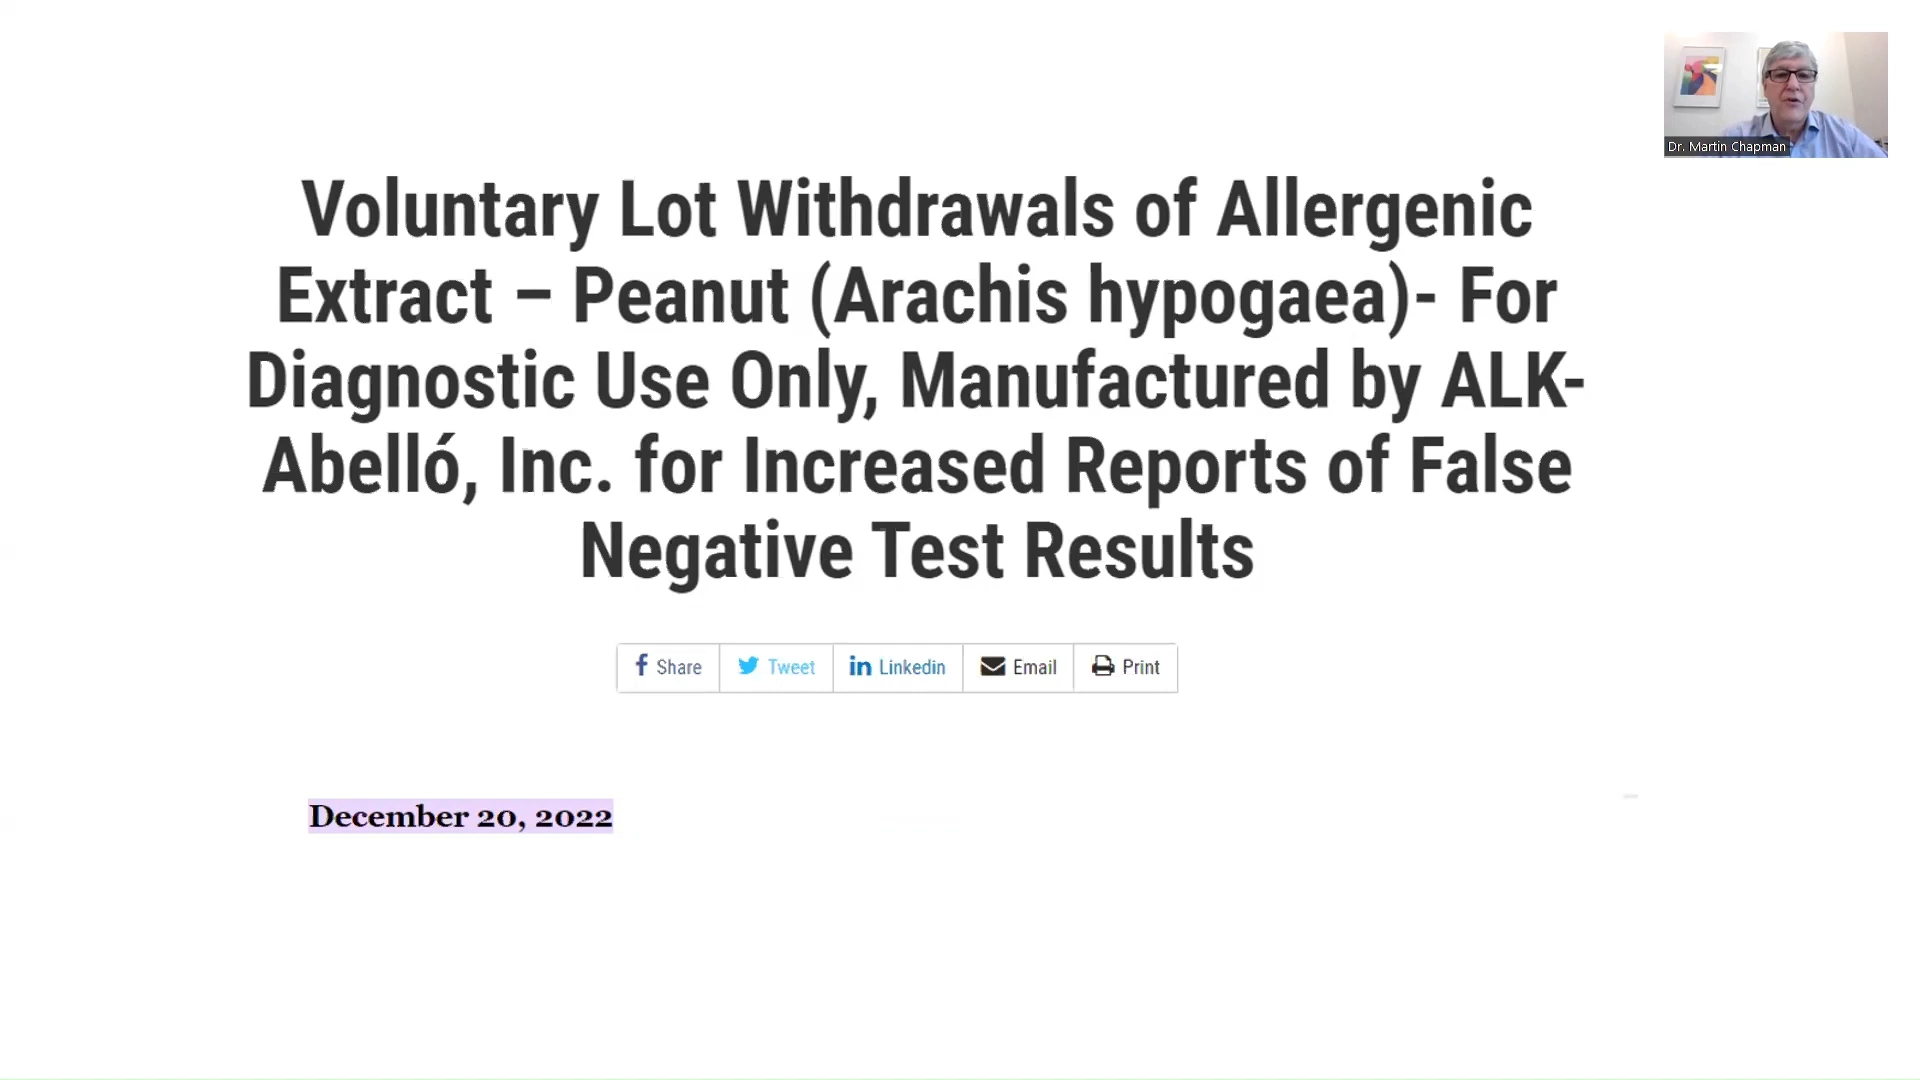 Dr. Martin Chapman
Voluntary Lot Withdrawals of Allergenic
Extract – Peanut (Arachis hypogaea)- For
Diagnostic Use Only, Manufactured by ALK-
Abelló, Inc. for Increased Reports of False
Negative Test Results
Share Tweet Linkedin Email Print
December 20, 2022